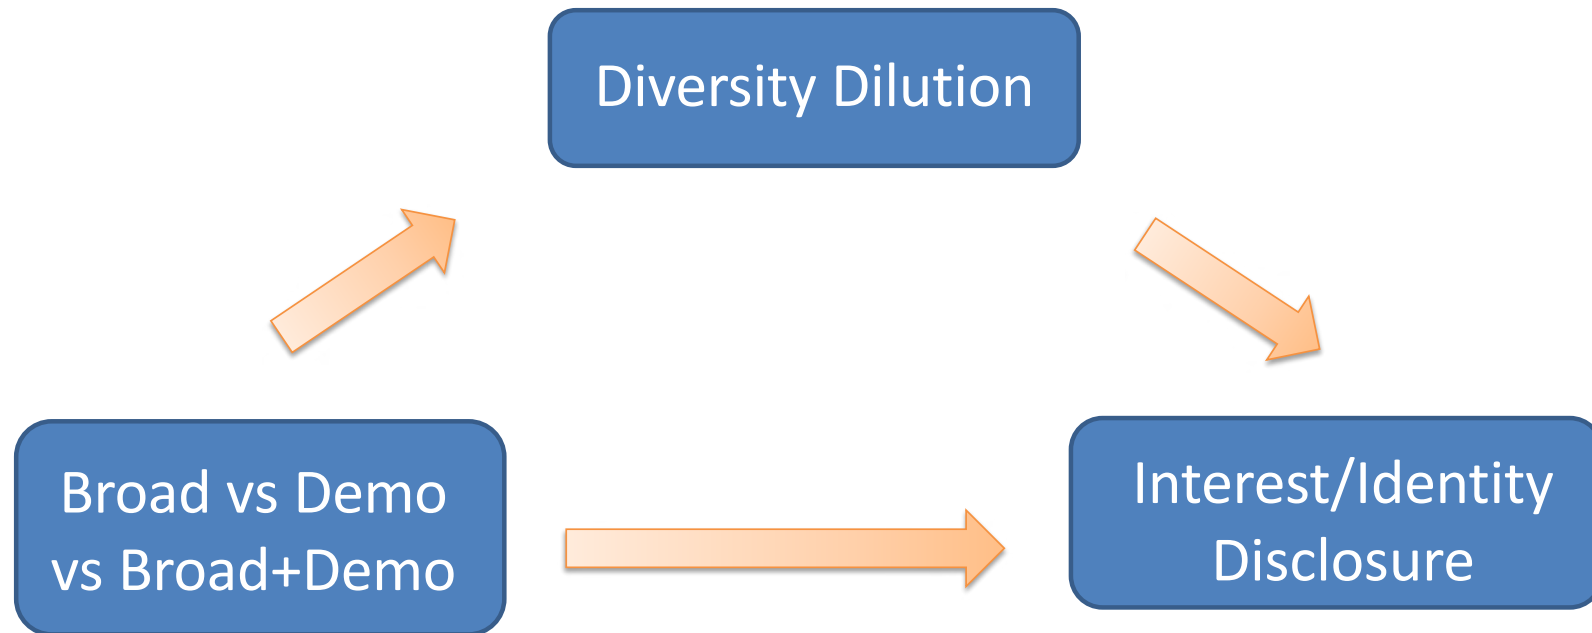 Diversity Dilution
Broad vs Demo
vs Broad+Demo
Interest/Identity
Disclosure